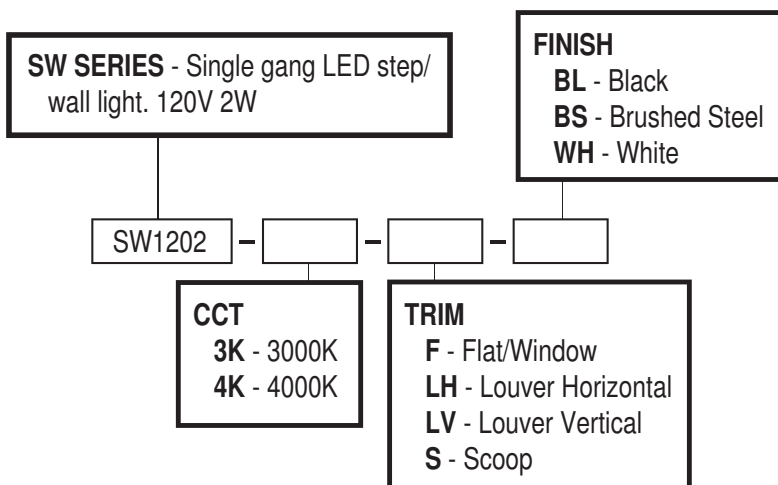 SW SERIES - Single gang LED step/
wall light. 120V 2W
FINISH
BL - Black
BS - Brushed Steel
WH - White
SW1202 - - -
CCT
3K - 3000K
4K - 4000K
TRIM
F - Flat/Window
LH - Louver Horizontal
LV - Louver Vertical
S - Scoop